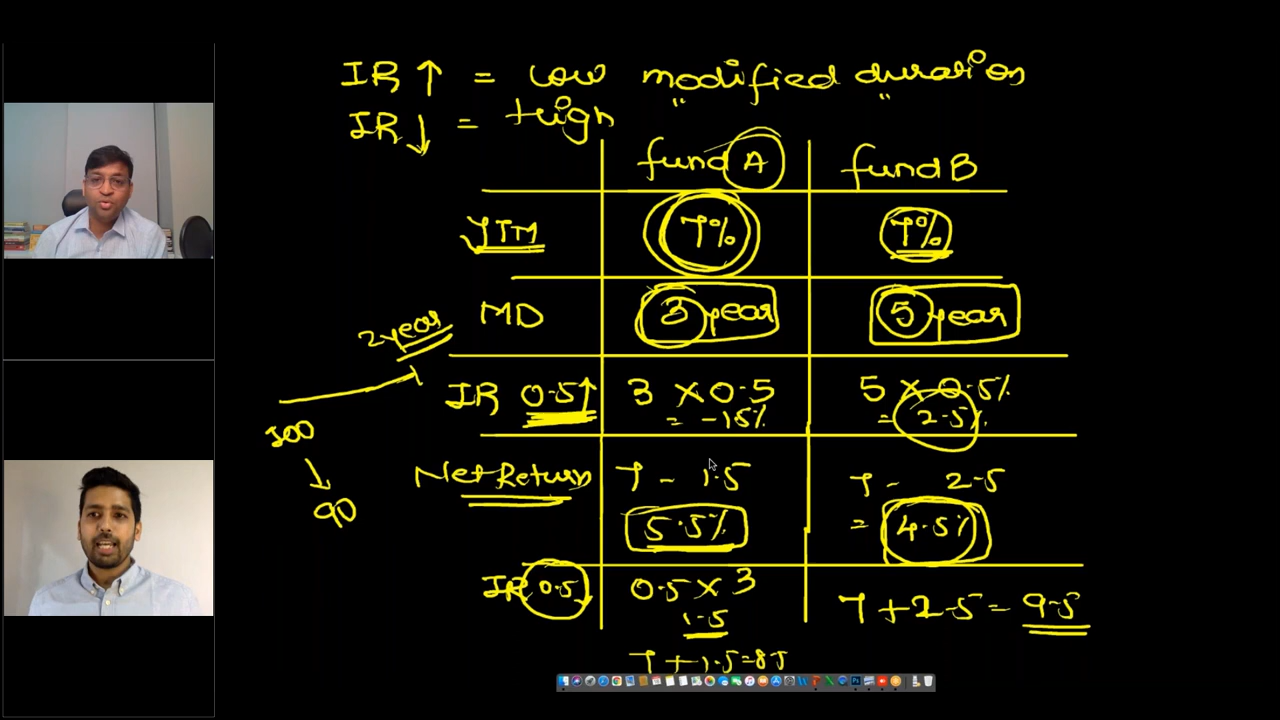 IR ↑ = Low modified duration
IR ↓ = High
fund A fund B
YTM 7% 7%
MD 3 year 5 year
2 year
IR 0.5↑ 3 x 0.5 5 x 0.5%
= -1.5% = 2.5%
100
90
Net Return 7 - 1.5 7 - 2.5
5.5% = 4.5%
IR 0.5↓ 0.5 x 3 7 + 2.5 = 9.5
1.5
7 + 1.5 = 8.5